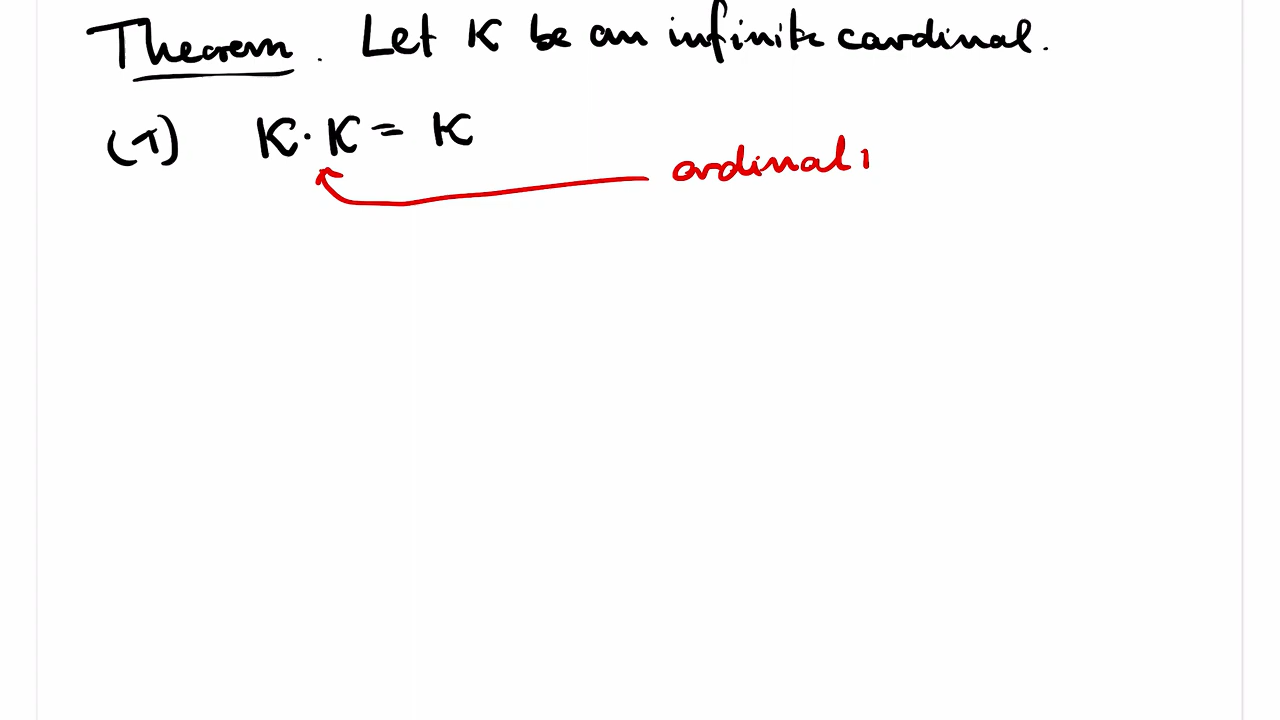 Theorem. Let κ be an infinite cardinal.
(1) κ·κ = κ
ordinal